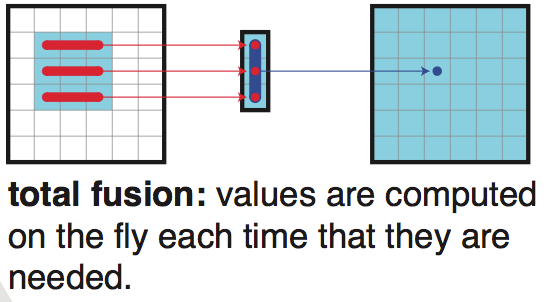 total fusion: values are computed
on the fly each time that they are
needed.